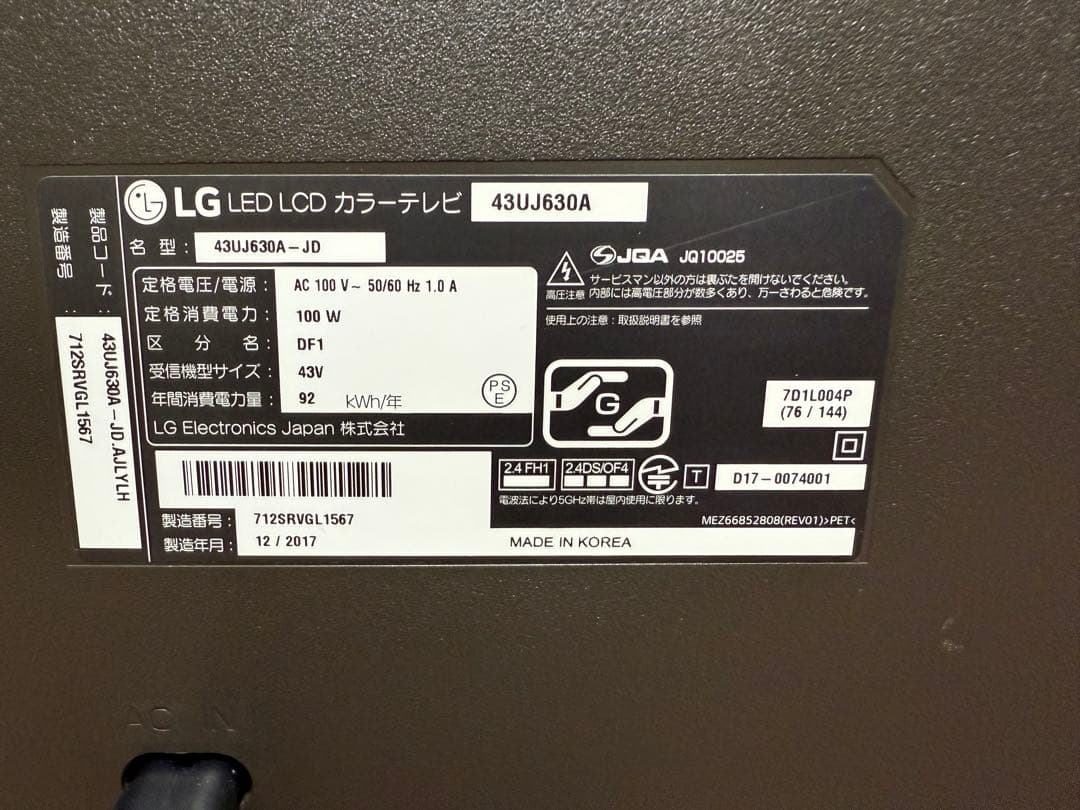 製品コード : 43UJ630A-JD.AJLYLH
製造番号 : 712SRVGL1567
LG LED LCD カラーテレビ 43UJ630A
名 型 : 43UJ630A-JD
定格電圧/電源 : AC 100 V~ 50/60 Hz 1.0 A
定格消費電力 : 100 W
区 分 名 : DF1
受信機型サイズ : 43V
年間消費電力量 : 92 kWh/年
PS
E
LG Electronics Japan 株式会社
製造番号 : 712SRVGL1567
製造年月 : 12 / 2017
MADE IN KOREA
JQA JQ10025
高圧注意
サービスマン以外の方は裏ぶたを開けないでください。
内部には高電圧部分が数多くあり、万一さわると危険です。
使用上の注意 : 取扱説明書を参照
G
7D1L004P
(76 / 144)
2.4 FH1
2.4DS/OF4
T D17-0074001
電波法により5GHz帯は屋内使用に限ります。
MEZ66852808(REV01)>PET<
AC IN